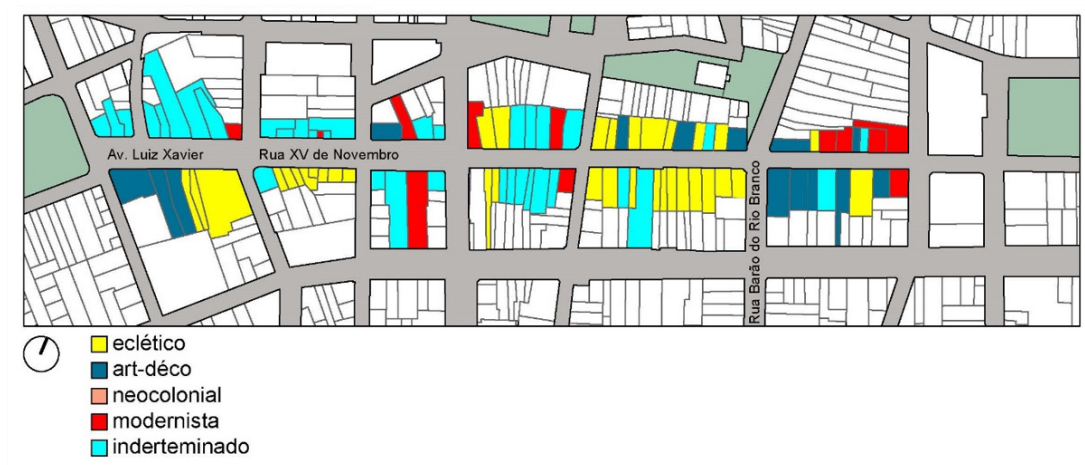 Av. Luiz Xavier
Rua XV de Novembro
Rua Barão do Rio Branco
eclético
art-déco
neocolonial
modernista
inderteminado